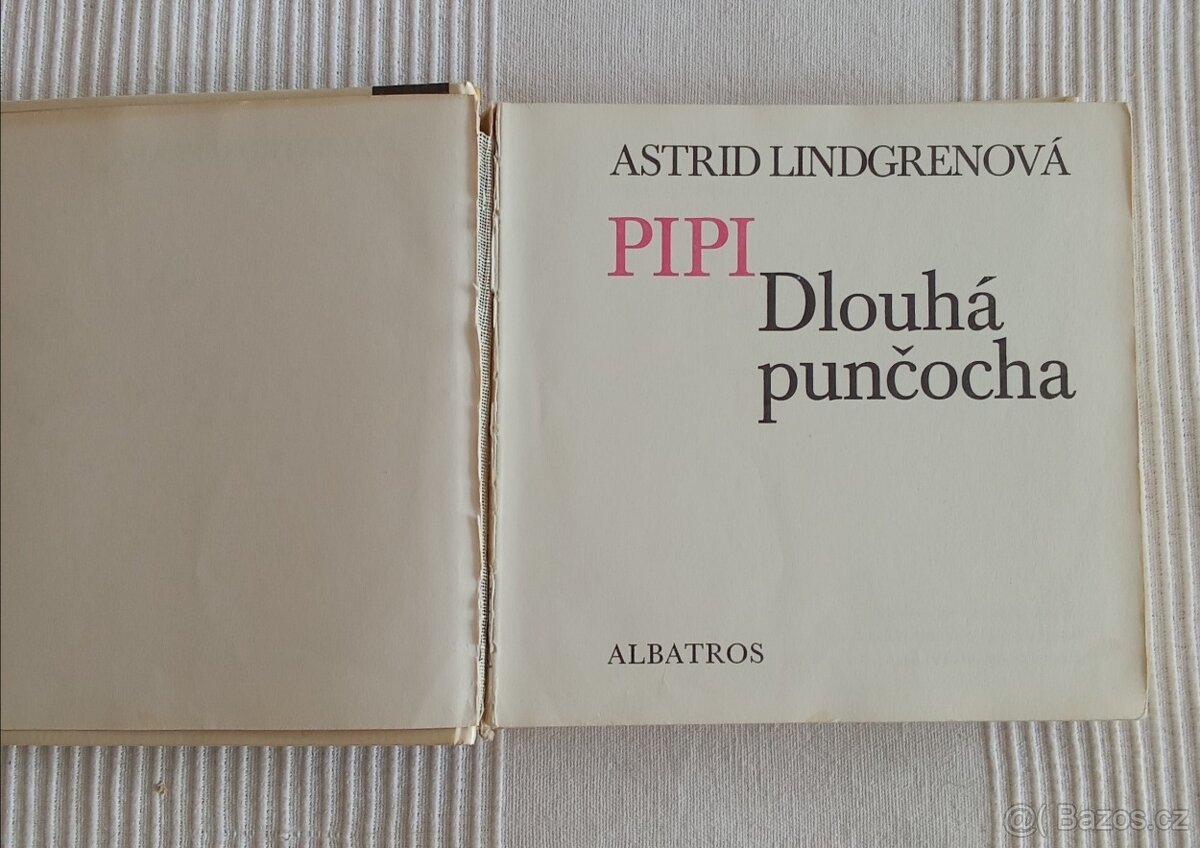 ASTRID LINDGRENOVÁ
PIPI
Dlouhá
punčocha
ALBATROS
@( Bazos.cz